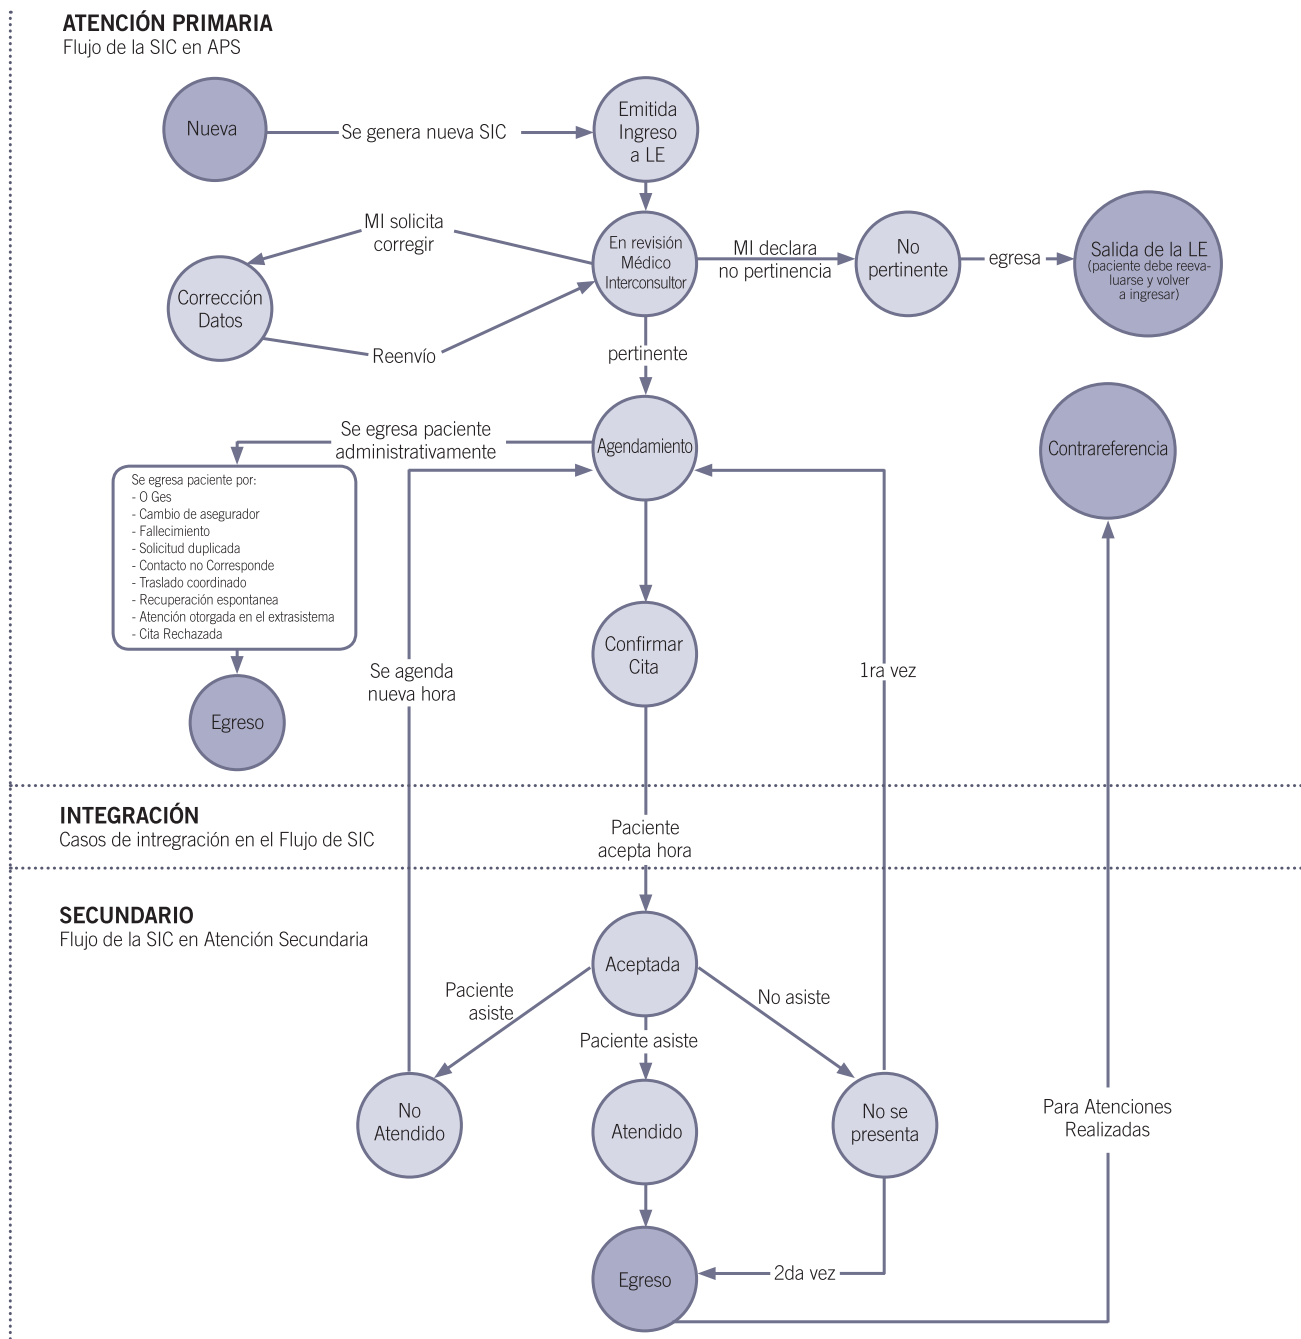 ATENCIÓN PRIMARIA
Flujo de la SIC en APS
Nueva
Se genera nueva SIC
Emitida
Ingreso
a LE
MI solicita
corregir
En revisión
Médico
Interconsultor
MI declara
no pertinencia
No
pertinente
egresa
Salida de la LE
(paciente debe reeva-
luarse y volver
a ingresar)
Corrección
Datos
Reenvío
pertinente
Se egresa paciente
administrativamente
Agendamiento
Contrareferencia
Se egresa paciente por:
- O Ges
- Cambio de asegurador
- Fallecimiento
- Solicitud duplicada
- Contacto no Corresponde
- Traslado coordinado
- Recuperación espontanea
- Atención otorgada en el extrasistema
- Cita Rechazada
Confirmar
Cita
Se agenda
nueva hora
1ra vez
Egreso
INTEGRACIÓN
Casos de intregración en el Flujo de SIC
Paciente
acepta hora
SECUNDARIO
Flujo de la SIC en Atención Secundaria
Aceptada
Paciente
asiste
Paciente asiste
No asiste
No
Atendido
Atendido
No se
presenta
Para Atenciones
Realizadas
Egreso
2da vez